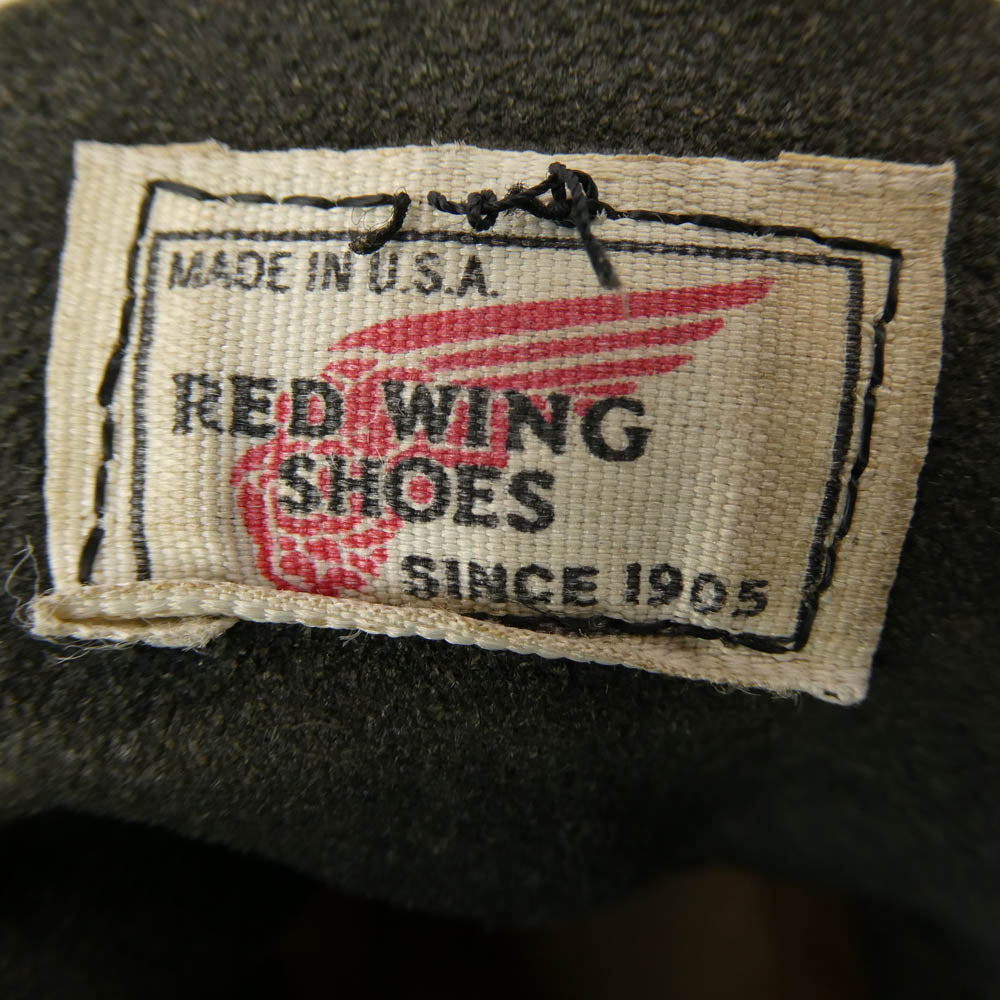 MADE IN U.S.A.
RED WING
SHOES
SINCE 1905